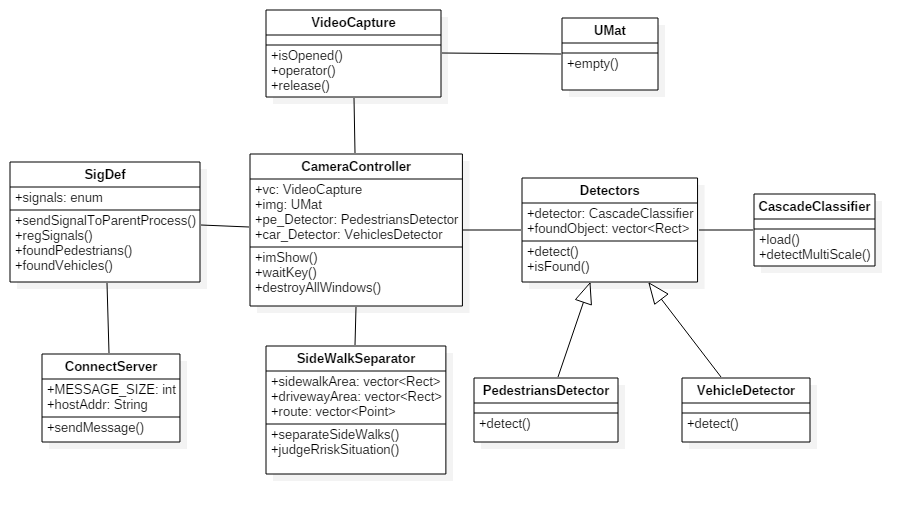 VideoCapture
+isOpened()
+operator()
+release()
UMat
+empty()
SigDef
+signals: enum
+sendSignalToParentProcess()
+regSignals()
+foundPedestrians()
+foundVehicles()
CameraController
+vc: VideoCapture
+img: UMat
+pe_Detector: PedestriansDetector
+car_Detector: VehiclesDetector
+imShow()
+waitKey()
+destroyAllWindows()
Detectors
+detector: CascadeClassifier
+foundObject: vector<Rect>
+detect()
+isFound()
CascadeClassifier
+load()
+detectMultiScale()
ConnectServer
+MESSAGE_SIZE: int
+hostAddr: String
+sendMessage()
SideWalkSeparator
+sidewalkArea: vector<Rect>
+drivewayArea: vector<Rect>
+route: vector<Point>
+separateSideWalks()
+judgeRriskSituation()
PedestriansDetector
+detect()
VehicleDetector
+detect()